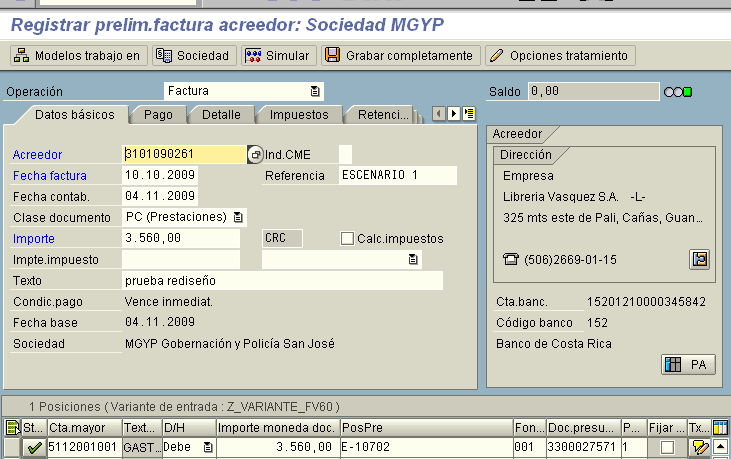 Registrar prelim.factura acreedor: Sociedad MGYP
Modelos trabajo en Sociedad Simular Grabar completamente Opciones tratamiento
Operación Factura Saldo 0,00
Datos básicos Pago Detalle Impuestos Retenci...
Acreedor 3101090261 Ind.CME
Fecha factura 10.10.2009 Referencia ESCENARIO 1
Fecha contab. 04.11.2009
Clase documento PC (Prestaciones)
Importe 3.560,00 CRC Calc.impuestos
Impte.impuesto
Texto prueba rediseño
Condic.pago Vence inmediat.
Fecha base 04.11.2009
Sociedad MGYP Gobernación y Policía San José
Acreedor
Dirección
Empresa
Libreria Vasquez S.A. -L-
325 mts este de Pali, Cañas, Guan...
(506)2669-01-15
Cta.banc. 15201210000345842
Código banco 152
Banco de Costa Rica
PA
1 Posiciones ( Variante de entrada : Z_VARIANTE_FV60 )
St... Cta.mayor Text... D/H Importe moneda doc. PosPre Fon... Doc.presu... P... Fijar ... Tx...
5112001001 GAST... Debe 3.560,00 E-10702 001 3300027571 1